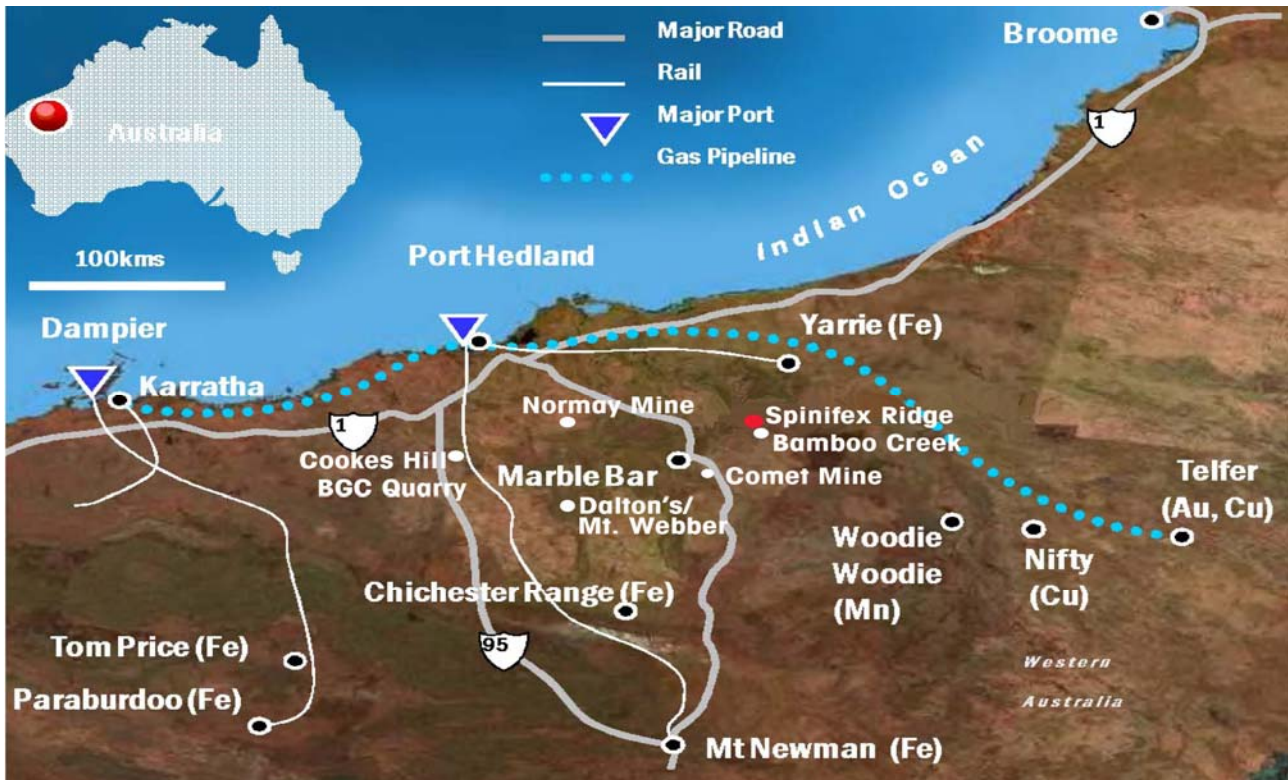 Major Road
Rail
Major Port
Gas Pipeline
Australia
100kms
Broome
1
Indian Ocean
Port Hedland
Dampier
Karratha
Yarrie (Fe)
1
Normay Mine
Spinifex Ridge
Bamboo Creek
Cookes Hill
BGC Quarry
Marble Bar
Comet Mine
Dalton's/
Mt. Webber
Telfer
(Au, Cu)
Woodie
Woodie
(Mn)
Nifty
(Cu)
Chichester Range (Fe)
95
Tom Price (Fe)
Paraburdoo (Fe)
Western
Australia
Mt Newman (Fe)